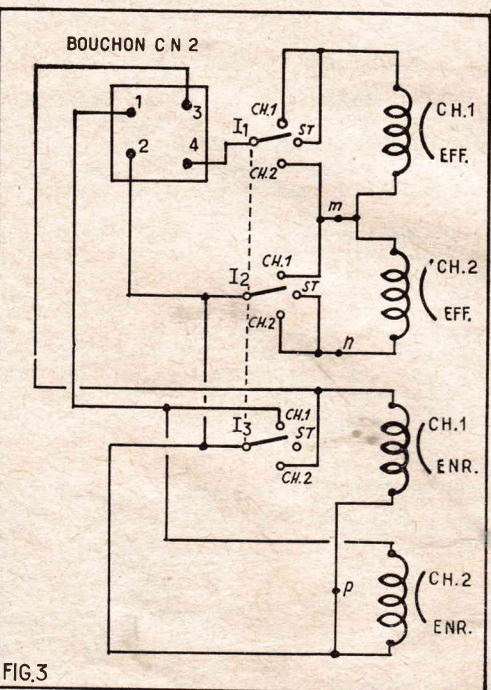 BOUCHON C N 2
1
3
2
4
I1
CH.1
ST
CH.2
CH.1
EFF.
m
I2
CH.1
ST
CH.2
CH.2
EFF.
n
I3
CH.1
ST
CH.2
CH.1
ENR.
p
CH.2
ENR.
FIG.3